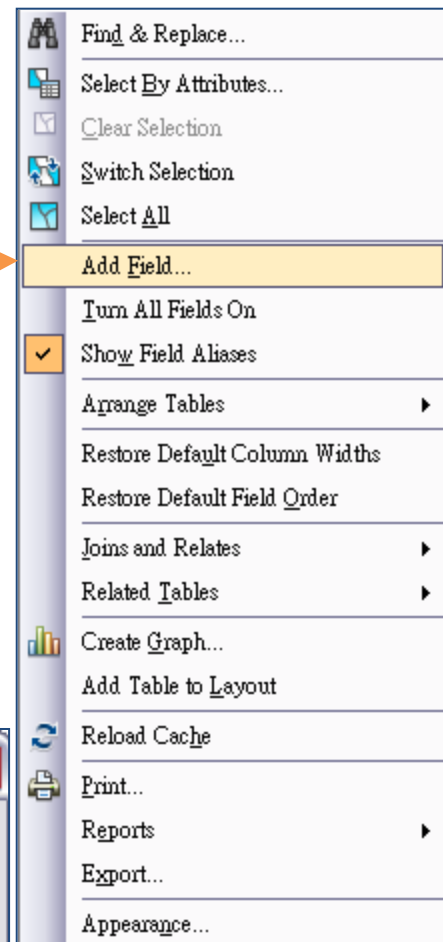 Find & Replace...
Select By Attributes...
Clear Selection
Switch Selection
Select All
Add Field...
Turn All Fields On
Show Field Aliases
Arrange Tables
Restore Default Column Widths
Restore Default Field Order
Joins and Relates
Related Tables
Create Graph...
Add Table to Layout
Reload Cache
Print...
Reports
Export...
Appearance...